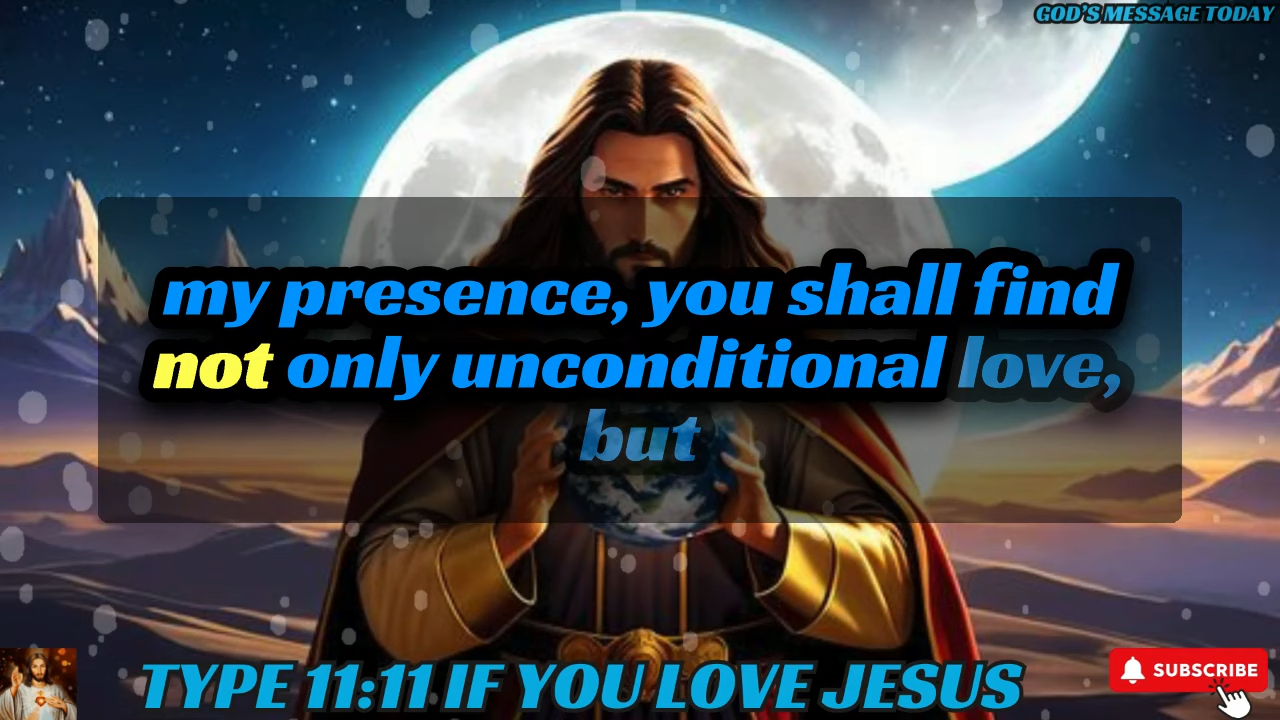 GOD'S MESSAGE TODAY
my presence, you shall find
not only unconditional love,
but
TYPE 11:11 IF YOU LOVE JESUS
SUBSCRIBE